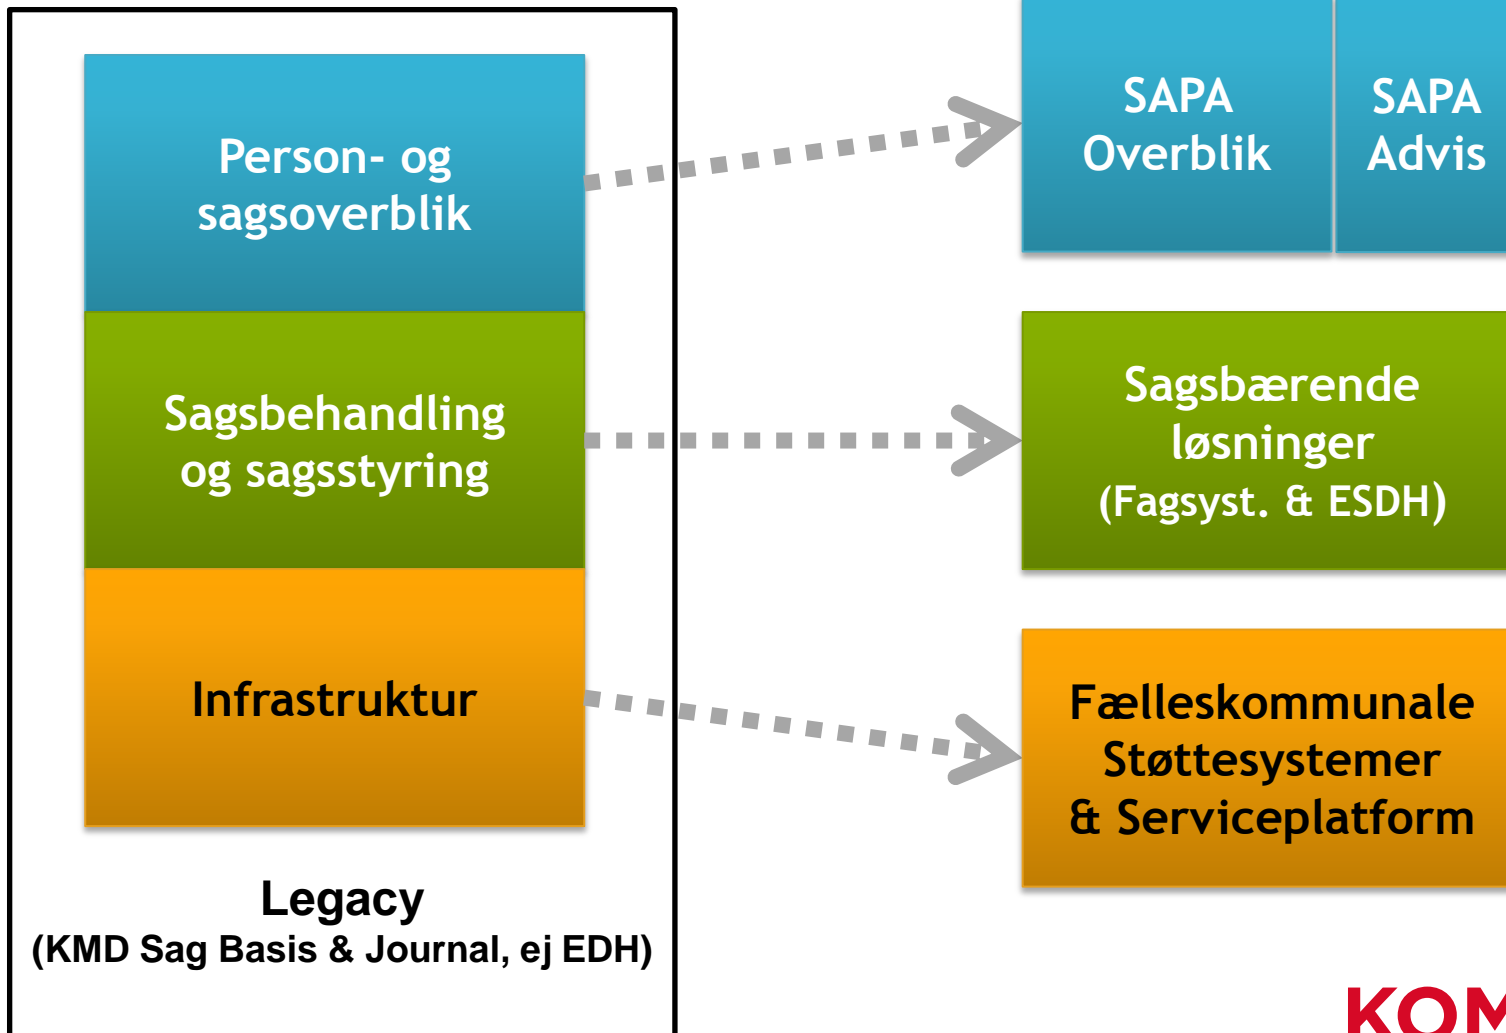 Person- og
sagsoverblik
Sagsbehandling
og sagsstyring
Infrastruktur
Legacy
(KMD Sag Basis & Journal, ej EDH)
SAPA
Overblik
SAPA
Advis
Sagsbærende
løsninger
(Fagsyst. & ESDH)
Fælleskommunale
Støttesystemer
& Serviceplatform
KOM